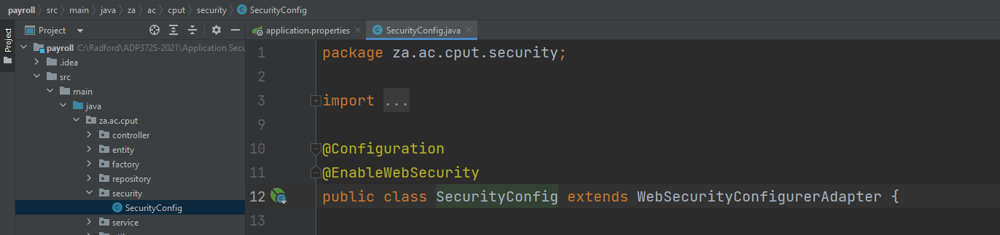 payroll > src > main > java > za > ac > cput > security > SecurityConfig
Project
Project
application.properties
SecurityConfig.java
payroll C:\Radford\ADP372S-2021\Application Secu
.idea
src
main
java
za.ac.cput
controller
entity
factory
repository
security
SecurityConfig
service
1 package za.ac.cput.security;
2
3 import ...
9
10 @Configuration
11 @EnableWebSecurity
12 public class SecurityConfig extends WebSecurityConfigurerAdapter {
13